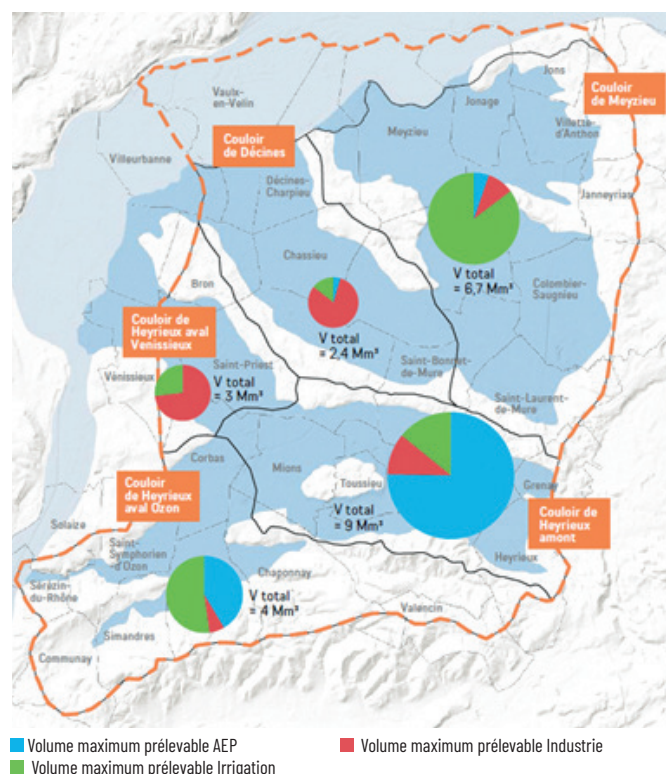 Jons
Couloir
de Meyzieu
Vaulx-
en-Velin
Jonage
Meyzieu
Villette-
d'Anthon
Couloir
de Décines
Villeurbanne
Décines-
Charpieu
Janneyrias
Chassieu
V total
= 6,7 Mm³
Colombier-
Saugnieu
Bron
Couloir de
Heyrieux aval
Venissieux
V total
= 2,4 Mm³
Saint-Priest
Saint-Bonnet-
de-Mure
Vénissieux
V total
= 3 Mm³
Saint-Laurent-
de-Mure
Corbas
Mions
Couloir
de Heyrieux
aval Ozon
Toussieu
Grenay
V total
= 9 Mm³
Couloir de
Heyrieux
amont
Solaize
Saint-
Symphorien
d'Ozon
Heyrieux
Chaponnay
Sérézin-
du-Rhône
V total
= 4 Mm³
Valencin
Simandres
Communay
Volume maximum prélevable AEP
Volume maximum prélevable Industrie
Volume maximum prélevable Irrigation